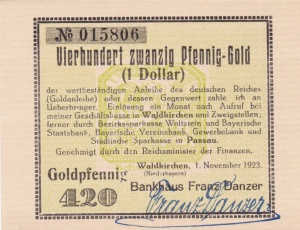 № 015806
Vierhundert zwanzig Pfennig-Gold
(1 Dollar)
der wertbeständigen Anleihe des deutschen Reiches
(Goldanleihe) oder dessen Gegenwert zahle ich an
Ueberbringer. Einlösung ein Monat nach Aufruf bei
meiner Geschäftskasse in Waldkirchen und Zweigstellen;
ferner durch Bezirkssparkasse Wolfstein und Bayerische
Staatsbank, Bayerische Vereinsbank, Gewerbebank und
Städtische Sparkasse in Passau.
Genehmigt durch den Reichsminister der Finanzen.
Waldkirchen, 1. November 1923.
(Niederbayern)
Goldpfennig
420
Bankhaus Franz Danzer
Franz Danzer